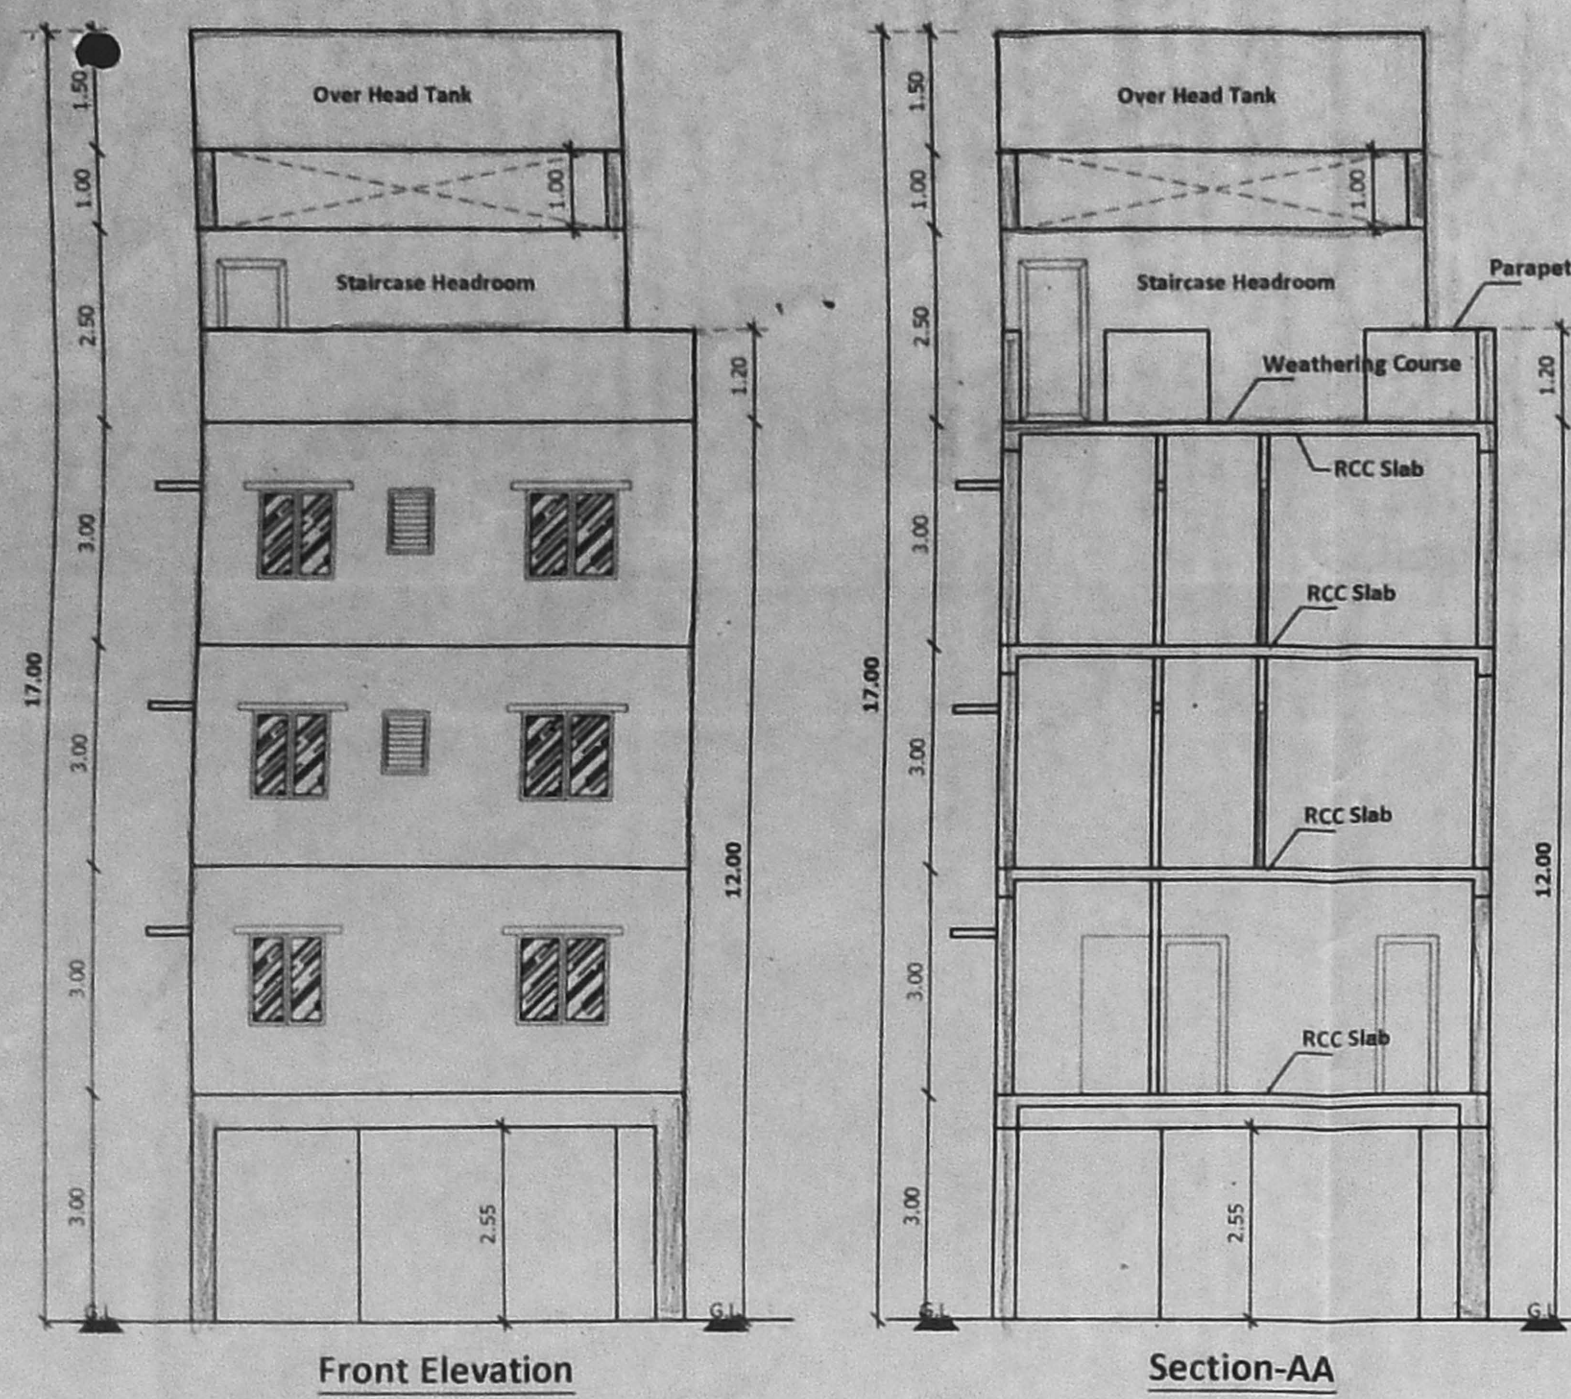 1.50
1.00
2.50
3.00
3.00
3.00
3.00
17.00
Over Head Tank
1.00
Staircase Headroom
1.20
12.00
2.55
G.L
G.L
Front Elevation
1.50
1.00
2.50
3.00
3.00
3.00
3.00
17.00
Over Head Tank
1.00
Staircase Headroom
Parapet
Weathering Course
1.20
RCC Slab
RCC Slab
RCC Slab
RCC Slab
12.00
2.55
G.L
G.L
Section-AA